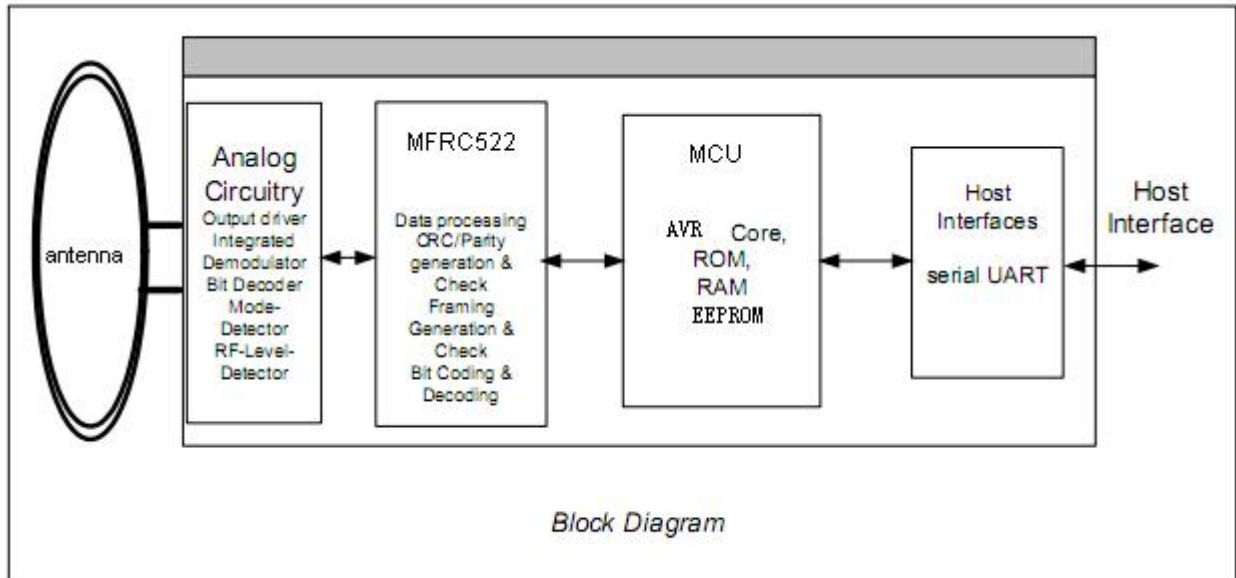 antenna
Analog
Circuitry
Output driver
Integrated
Demodulator
Bit Decoder
Mode-
Detector
RF-Level-
Detector
MFRC522
Data processing
CRC/Parity
generation &
Check
Framing
Generation &
Check
Bit Coding &
Decoding
MCU
AVR Core,
ROM,
RAM
EEPROM
Host
Interfaces
serial UART
Host
Interface
Block Diagram